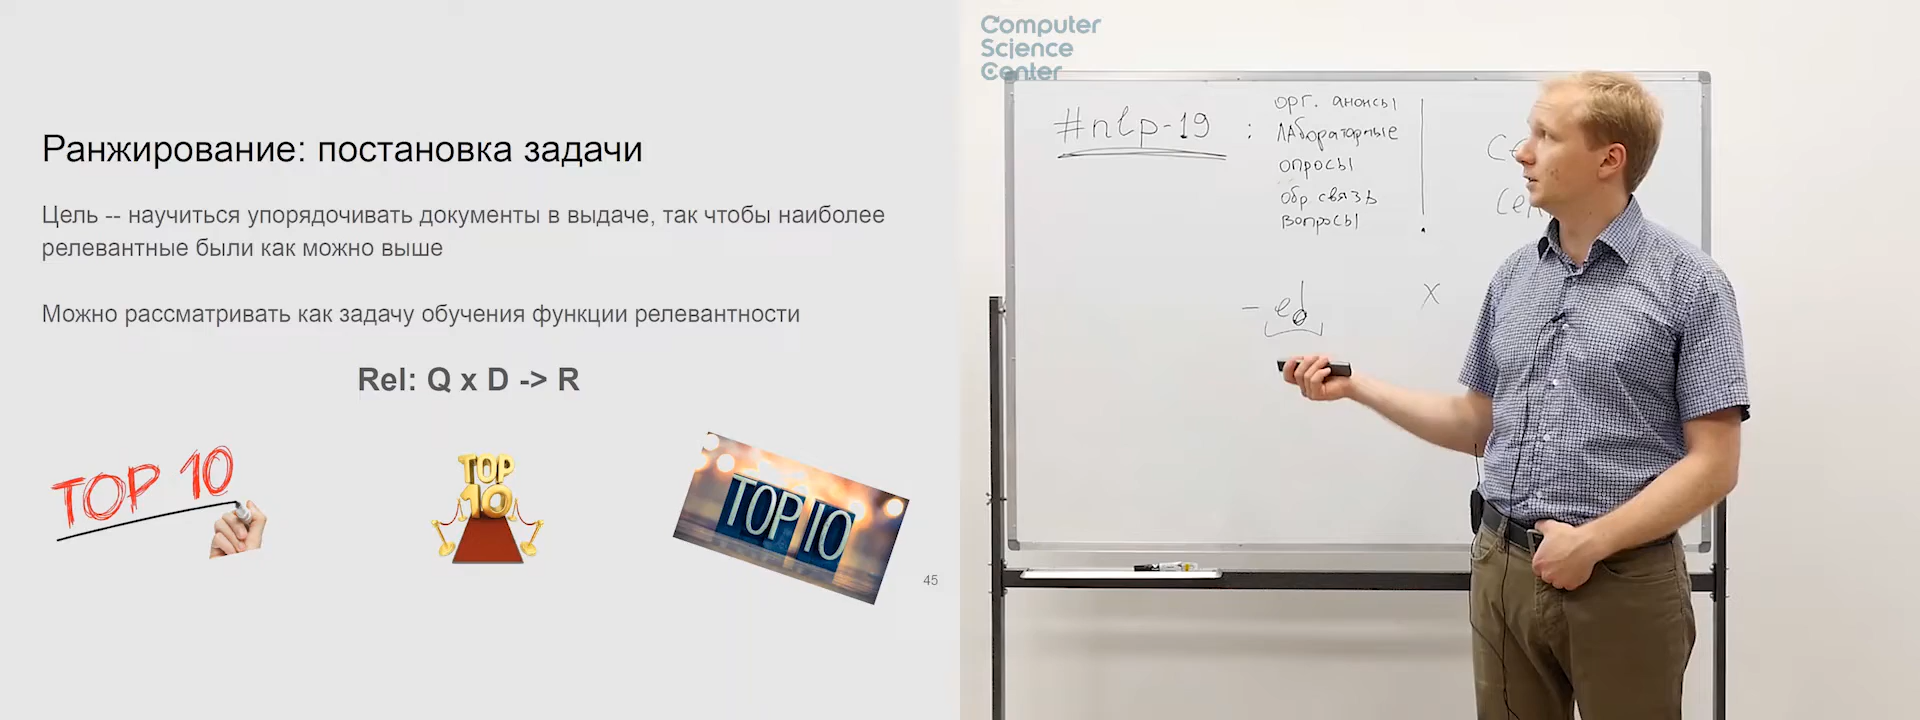 Ранжирование: постановка задачи
Цель -- научиться упорядочивать документы в выдаче, так чтобы наиболее
релевантные были как можно выше
Можно рассматривать как задачу обучения функции релевантности
Rel: Q x D -> R
TOP 10
TOP
10
TOP 10
45
Computer
Science
Center
#nlp-19 :
орг. анонсы
лабораторные
опросы
обр связь
вопросы
- ed
X